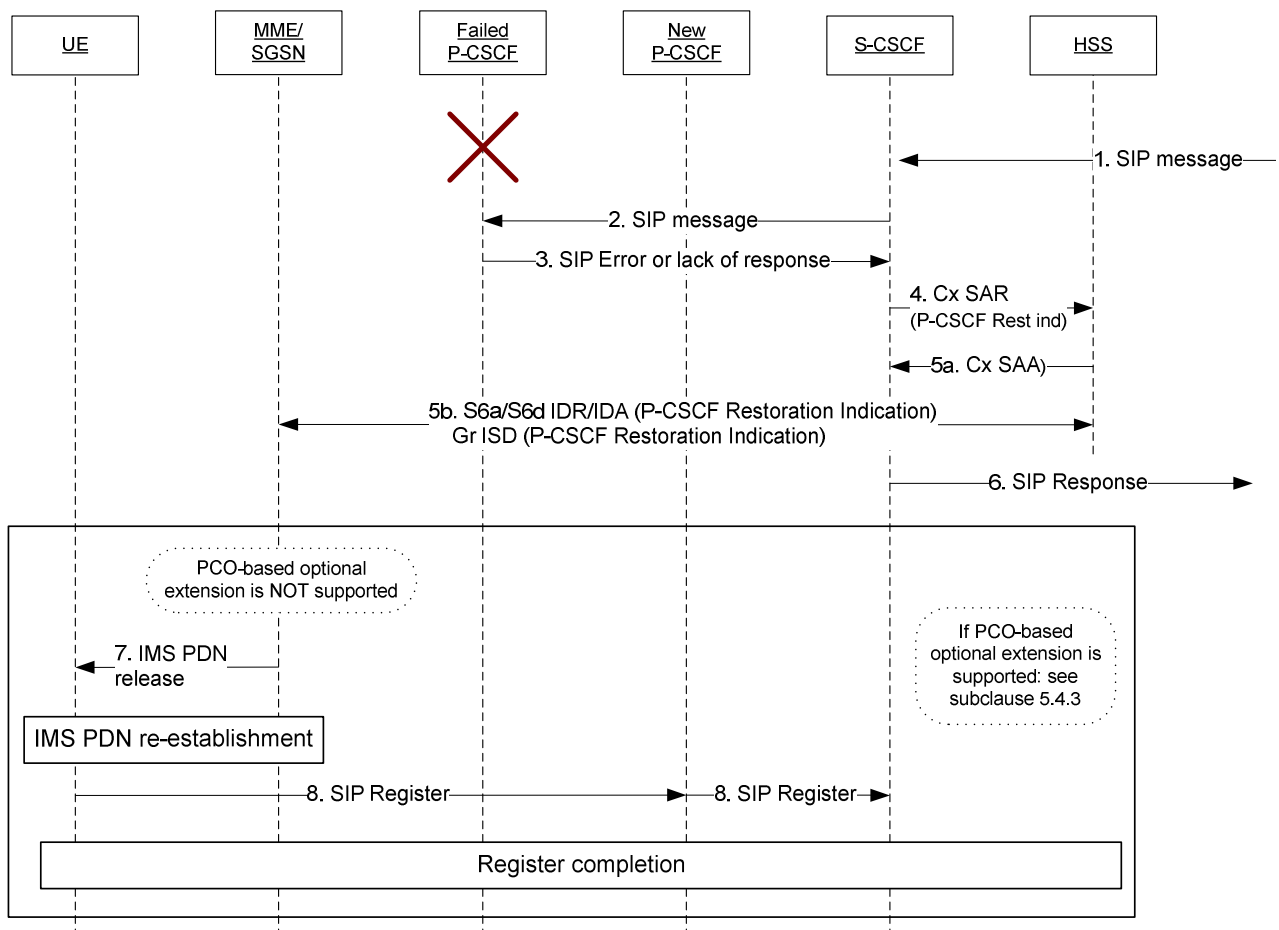 UE
MME/
SGSN
Failed
P-CSCF
New
P-CSCF
S-CSCF
HSS
1. SIP message
2. SIP message
3. SIP Error or lack of response
4. Cx SAR
(P-CSCF Rest ind)
5a. Cx SAA)
5b. S6a/S6d IDR/IDA (P-CSCF Restoration Indication)
Gr ISD (P-CSCF Restoration Indication)
6. SIP Response
PCO-based optional
extension is NOT supported
If PCO-based
optional extension is
supported: see
subclause 5.4.3
7. IMS PDN
release
IMS PDN re-establishment
8. SIP Register
8. SIP Register
Register completion